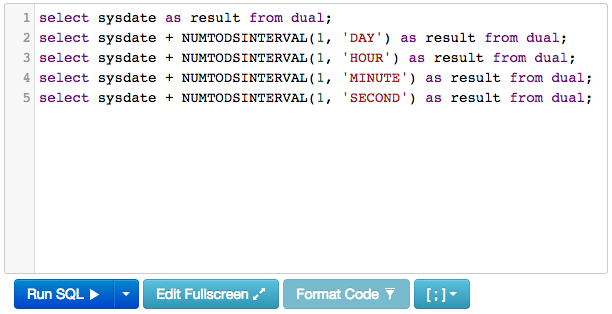 1 select sysdate as result from dual;
2 select sysdate + NUMTODSINTERVAL(1, 'DAY') as result from dual;
3 select sysdate + NUMTODSINTERVAL(1, 'HOUR') as result from dual;
4 select sysdate + NUMTODSINTERVAL(1, 'MINUTE') as result from dual;
5 select sysdate + NUMTODSINTERVAL(1, 'SECOND') as result from dual;
Run SQL Edit Fullscreen Format Code [;]